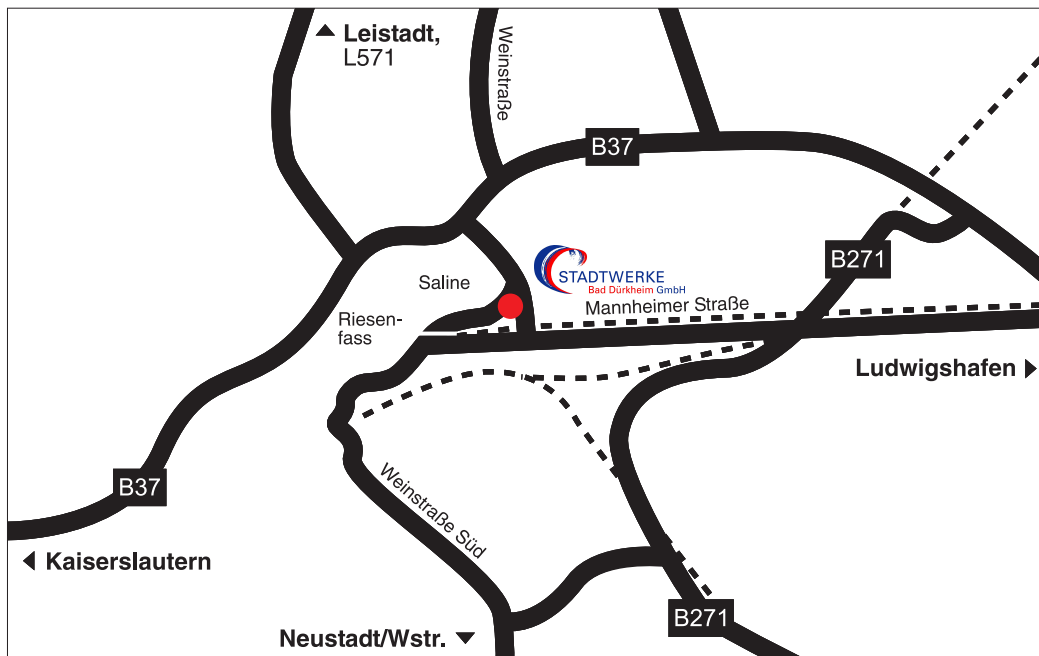 Leistadt,
L571
Weinstraße
B37
B271
STADTWERKE
Bad Dürkheim GmbH
Saline
Mannheimer Straße
Riesen-
fass
Ludwigshafen
B37
Weinstraße Süd
Kaiserslautern
B271
Neustadt/Wstr.